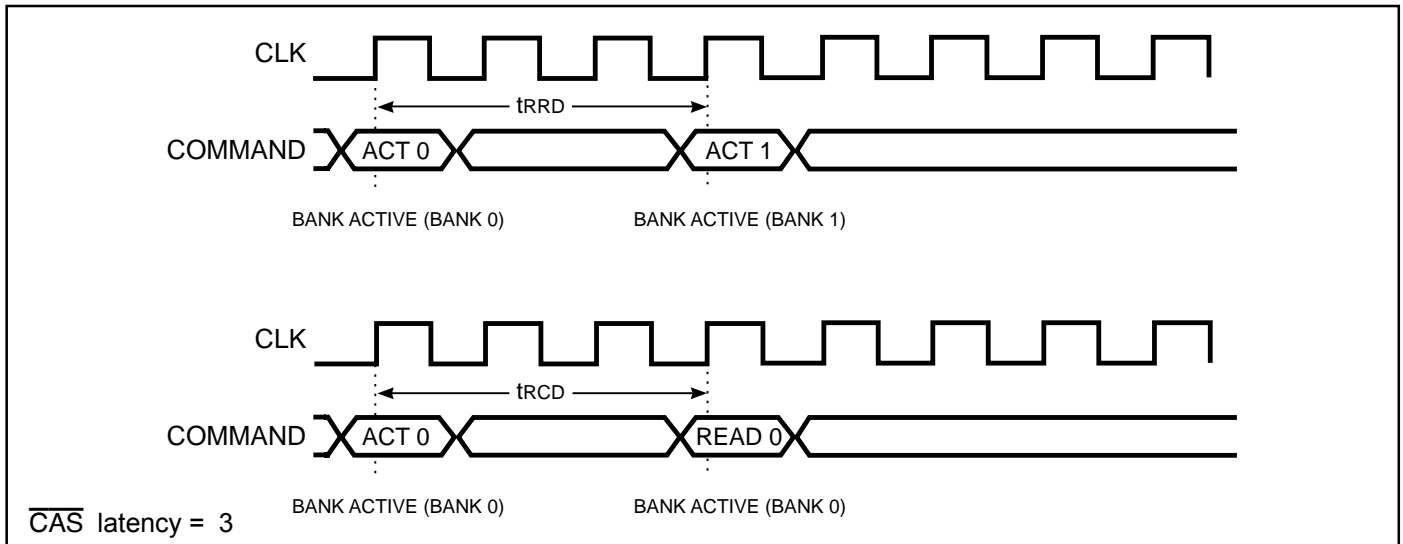 CLK
tRRD
COMMAND ACT 0 ACT 1
BANK ACTIVE (BANK 0) BANK ACTIVE (BANK 1)
CLK
tRCD
COMMAND ACT 0 READ 0
BANK ACTIVE (BANK 0) BANK ACTIVE (BANK 0)
C̅A̅S̅ latency = 3